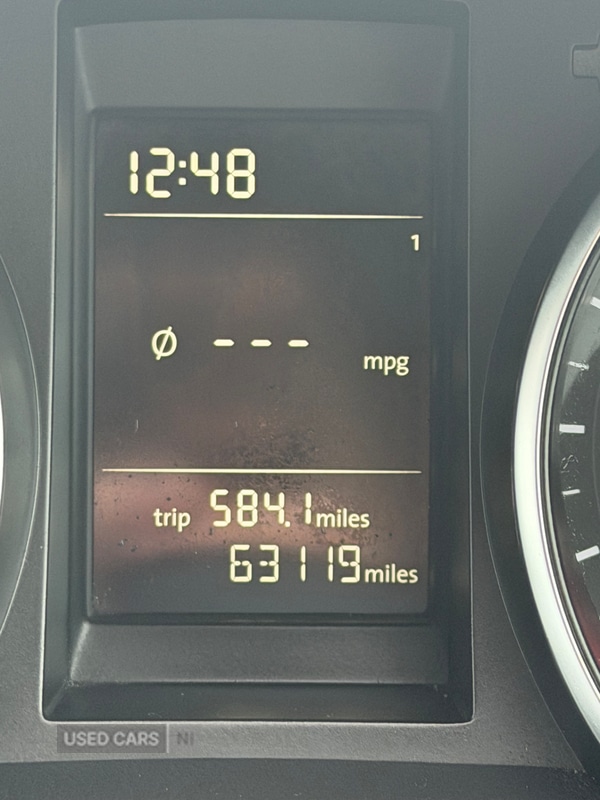 12:48
1
Ø --- mpg
trip 584.1 miles
63119 miles
USED CARS NI